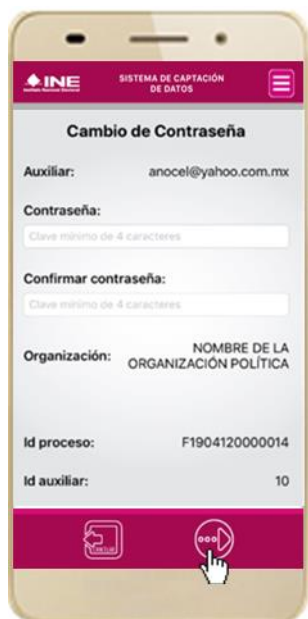 INE
Instituto Nacional Electoral
SISTEMA DE CAPTACIÓN
DE DATOS
Cambio de Contraseña
Auxiliar: anocel@yahoo.com.mx
Contraseña:
Clave mínimo de 4 caracteres
Confirmar contraseña:
Clave mínimo de 4 caracteres
Organización: NOMBRE DE LA
ORGANIZACIÓN POLÍTICA
Id proceso: F1904120000014
Id auxiliar: 10